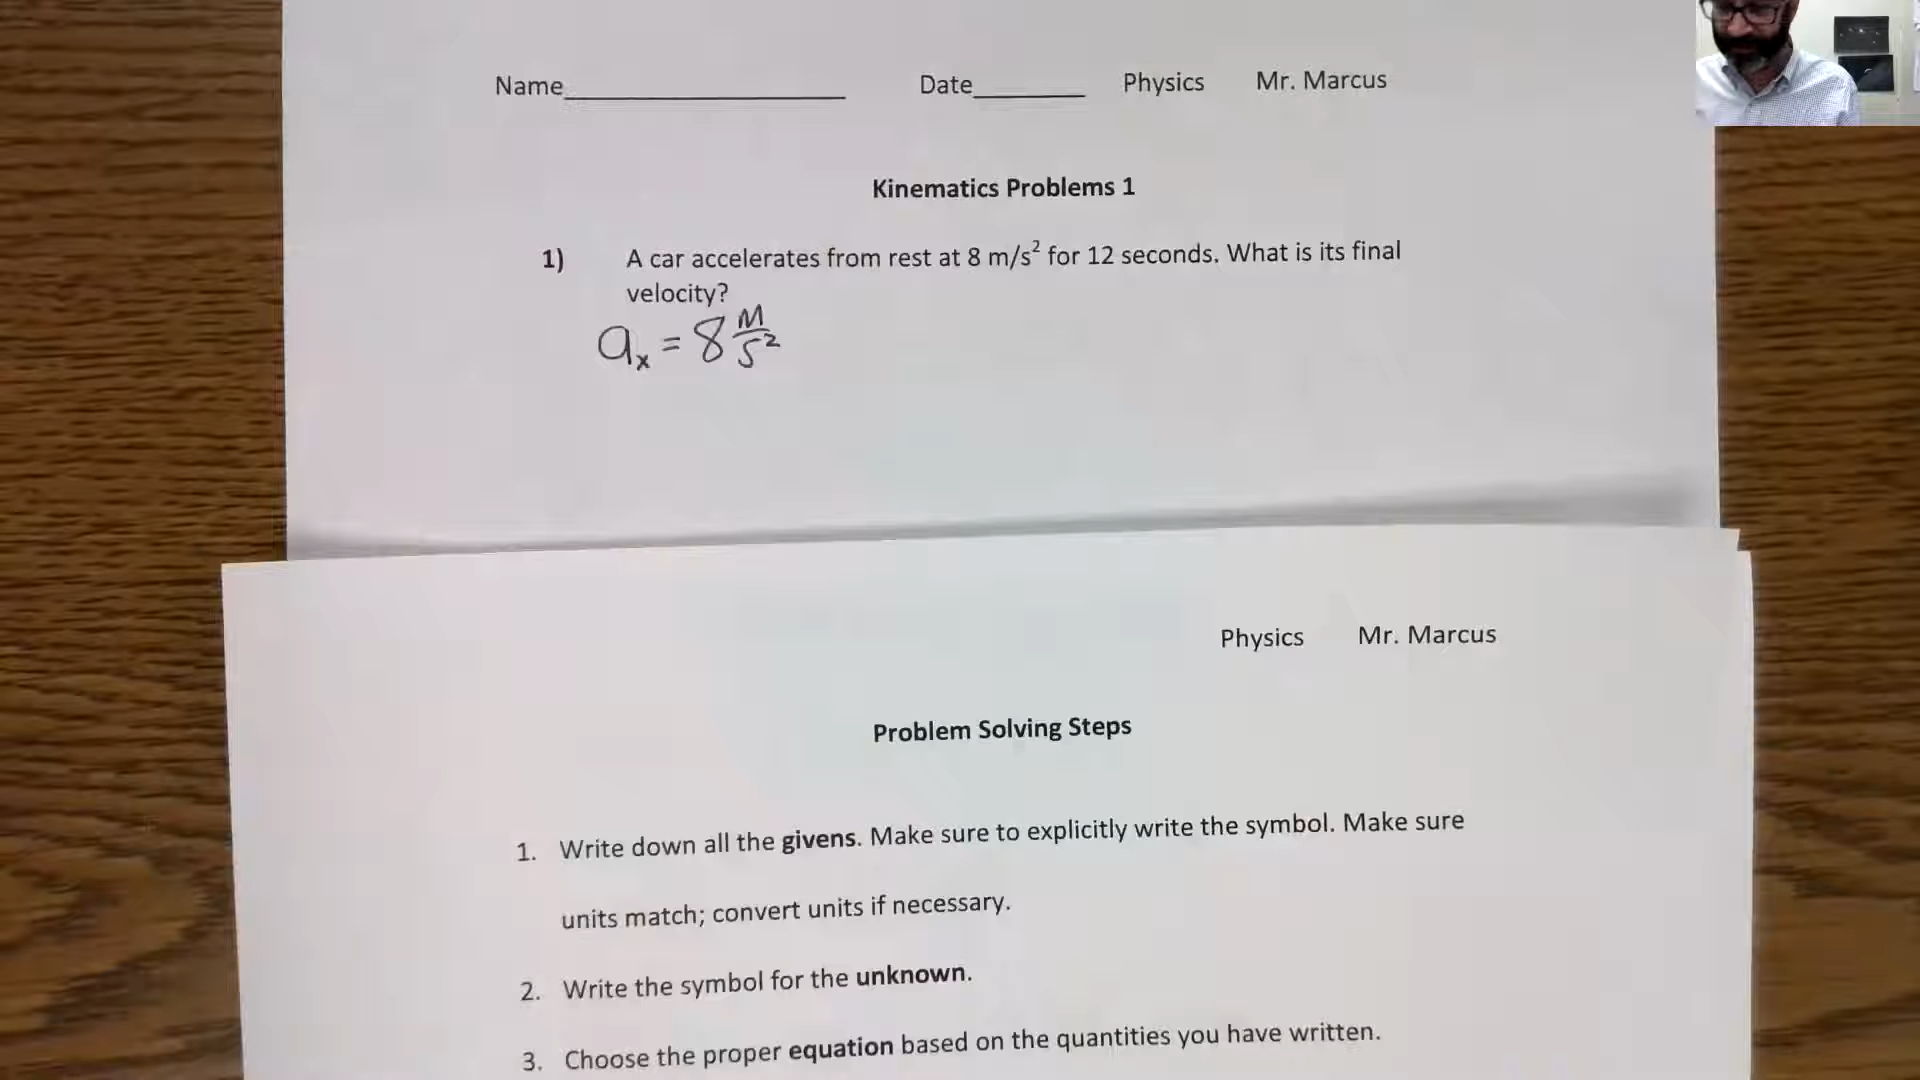 Name____________________ Date________ Physics Mr. Marcus
Kinematics Problems 1
1) A car accelerates from rest at 8 m/s² for 12 seconds. What is its final
velocity?
aₓ = 8 M/S²
Physics Mr. Marcus
Problem Solving Steps
1. Write down all the givens. Make sure to explicitly write the symbol. Make sure
units match; convert units if necessary.
2. Write the symbol for the unknown.
3. Choose the proper equation based on the quantities you have written.